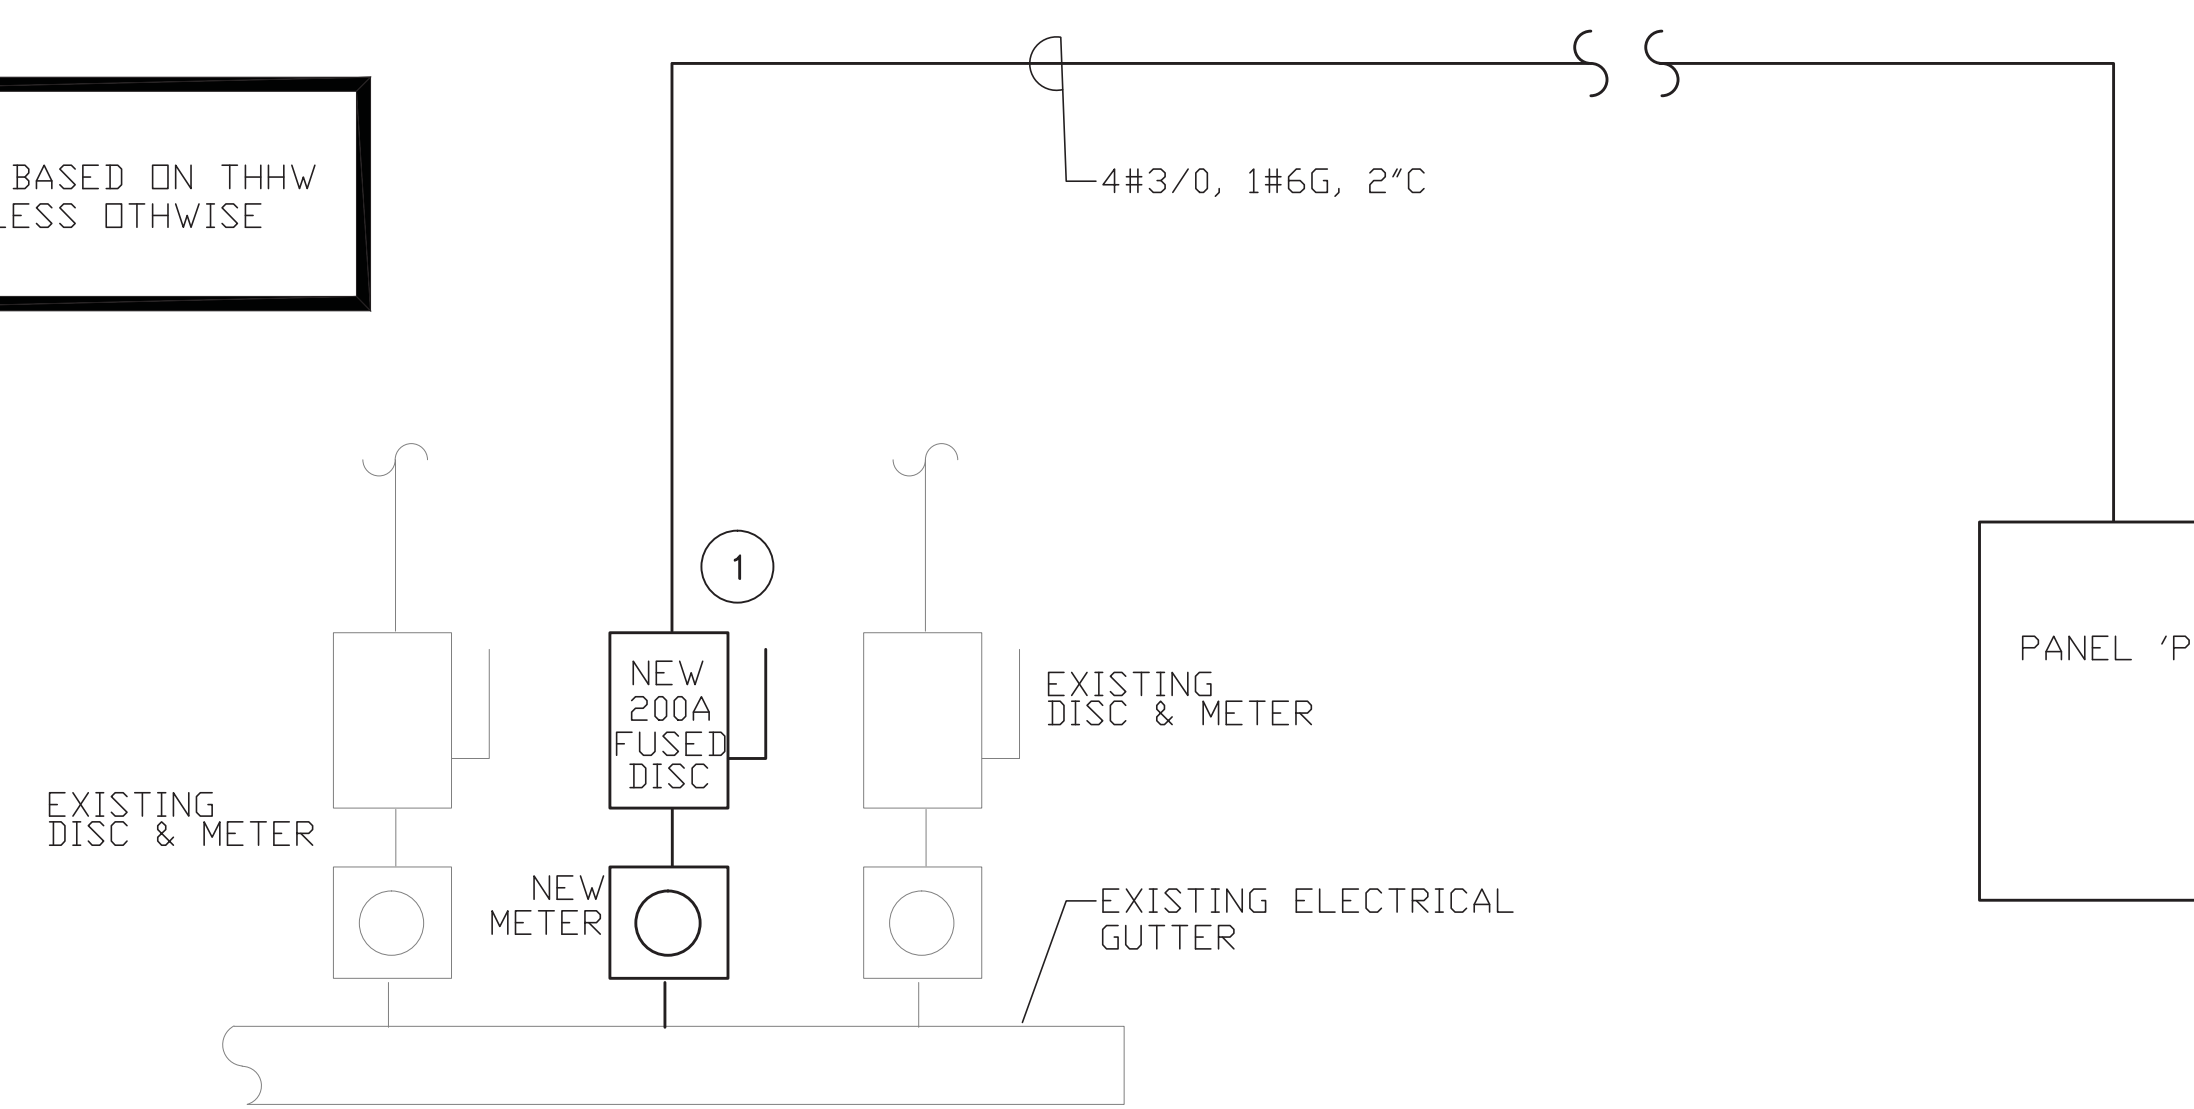 BASED ON THHW
LESS OTHWISE
4#3/0, 1#6G, 2"C
1
NEW
200A
FUSED
DISC
EXISTING
DISC & METER
PANEL 'P
EXISTING
DISC & METER
NEW
METER
EXISTING ELECTRICAL
GUTTER